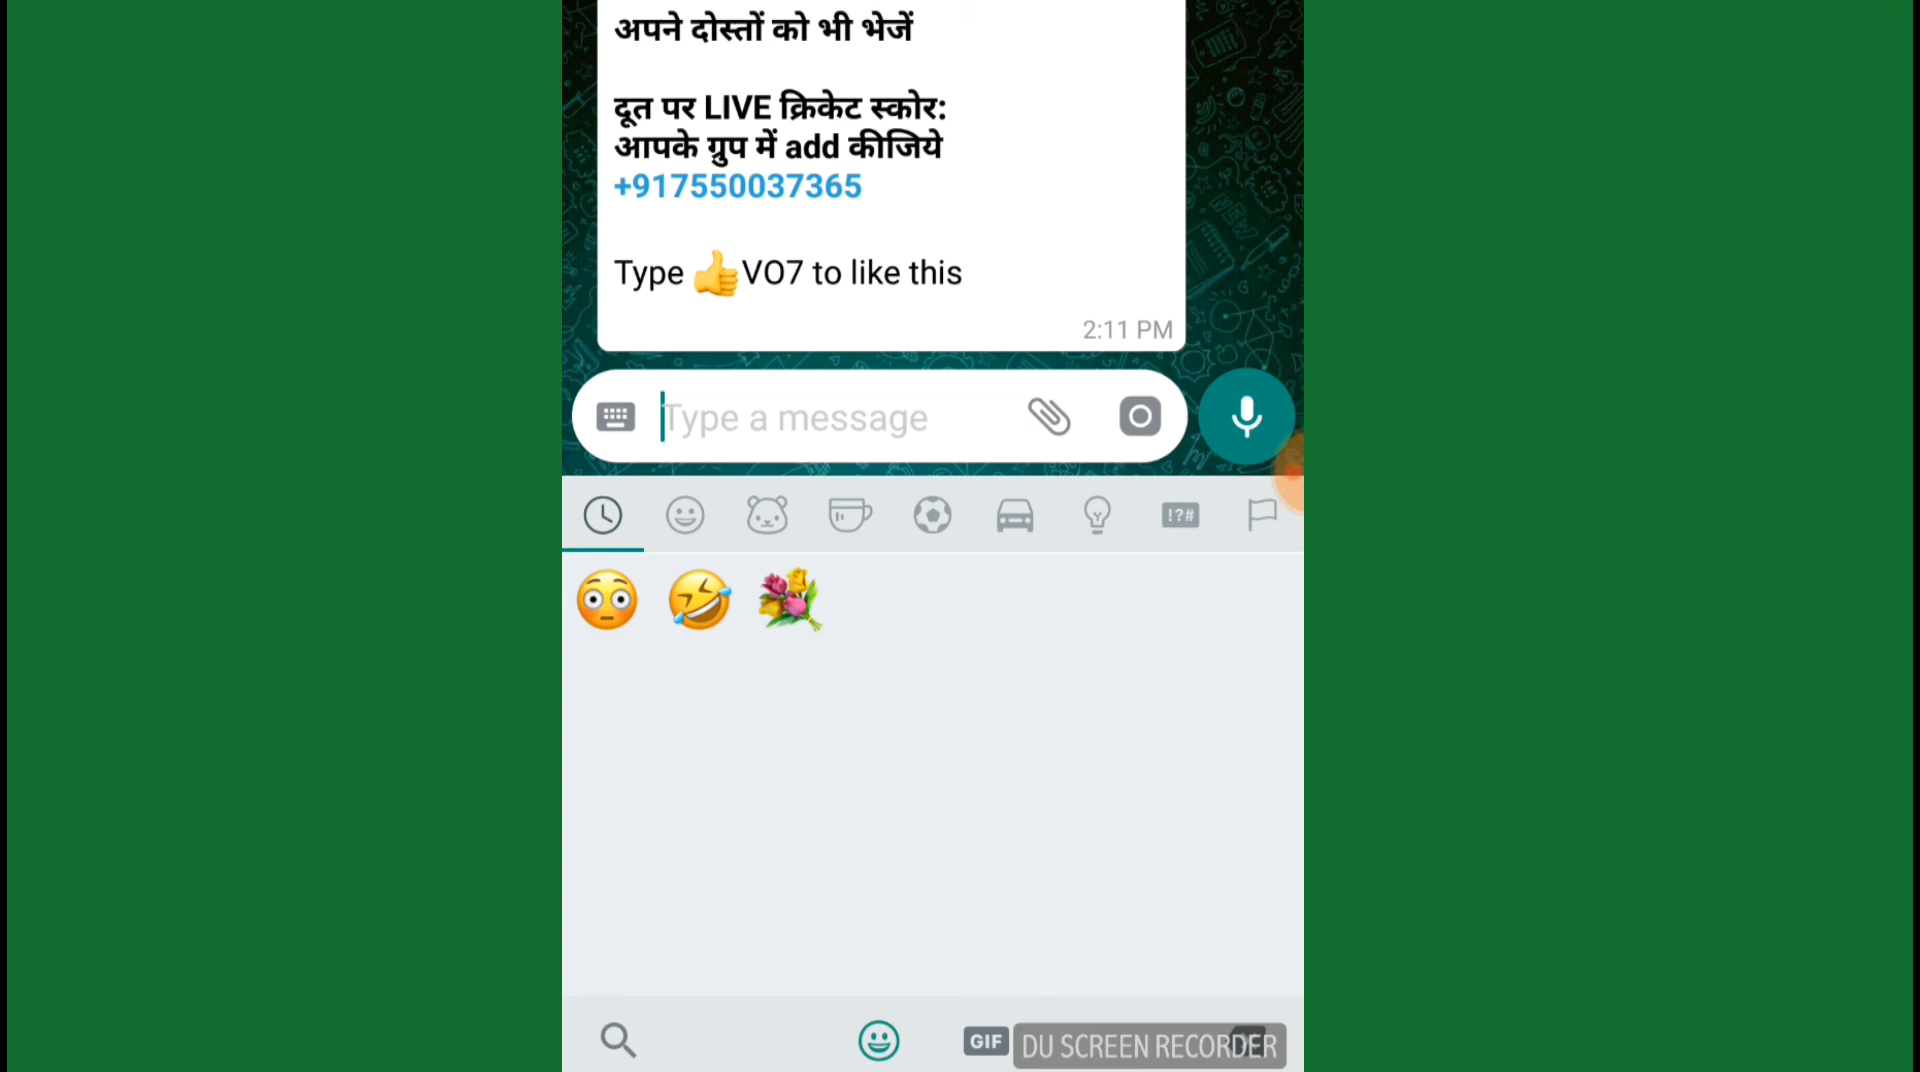 अपने दोस्तों को भी भेजें
दूत पर LIVE क्रिकेट स्कोर:
आपके ग्रुप में add कीजिये
+917550037365
Type 👍VO7 to like this
2:11 PM
Type a message
!?#
GIF
DU SCREEN RECORDER